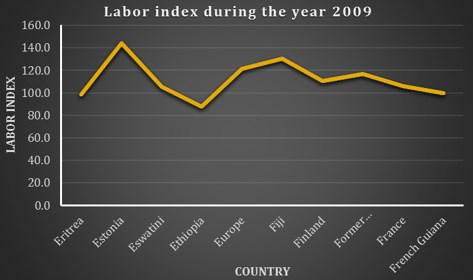 Labor index during the year 2009
LABOR INDEX
160.0
140.0
120.0
100.0
80.0
60.0
40.0
20.0
0.0
Eritrea
Estonia
Eswatini
Ethiopia
Europe
Fiji
Finland
Former...
France
French Guiana
COUNTRY